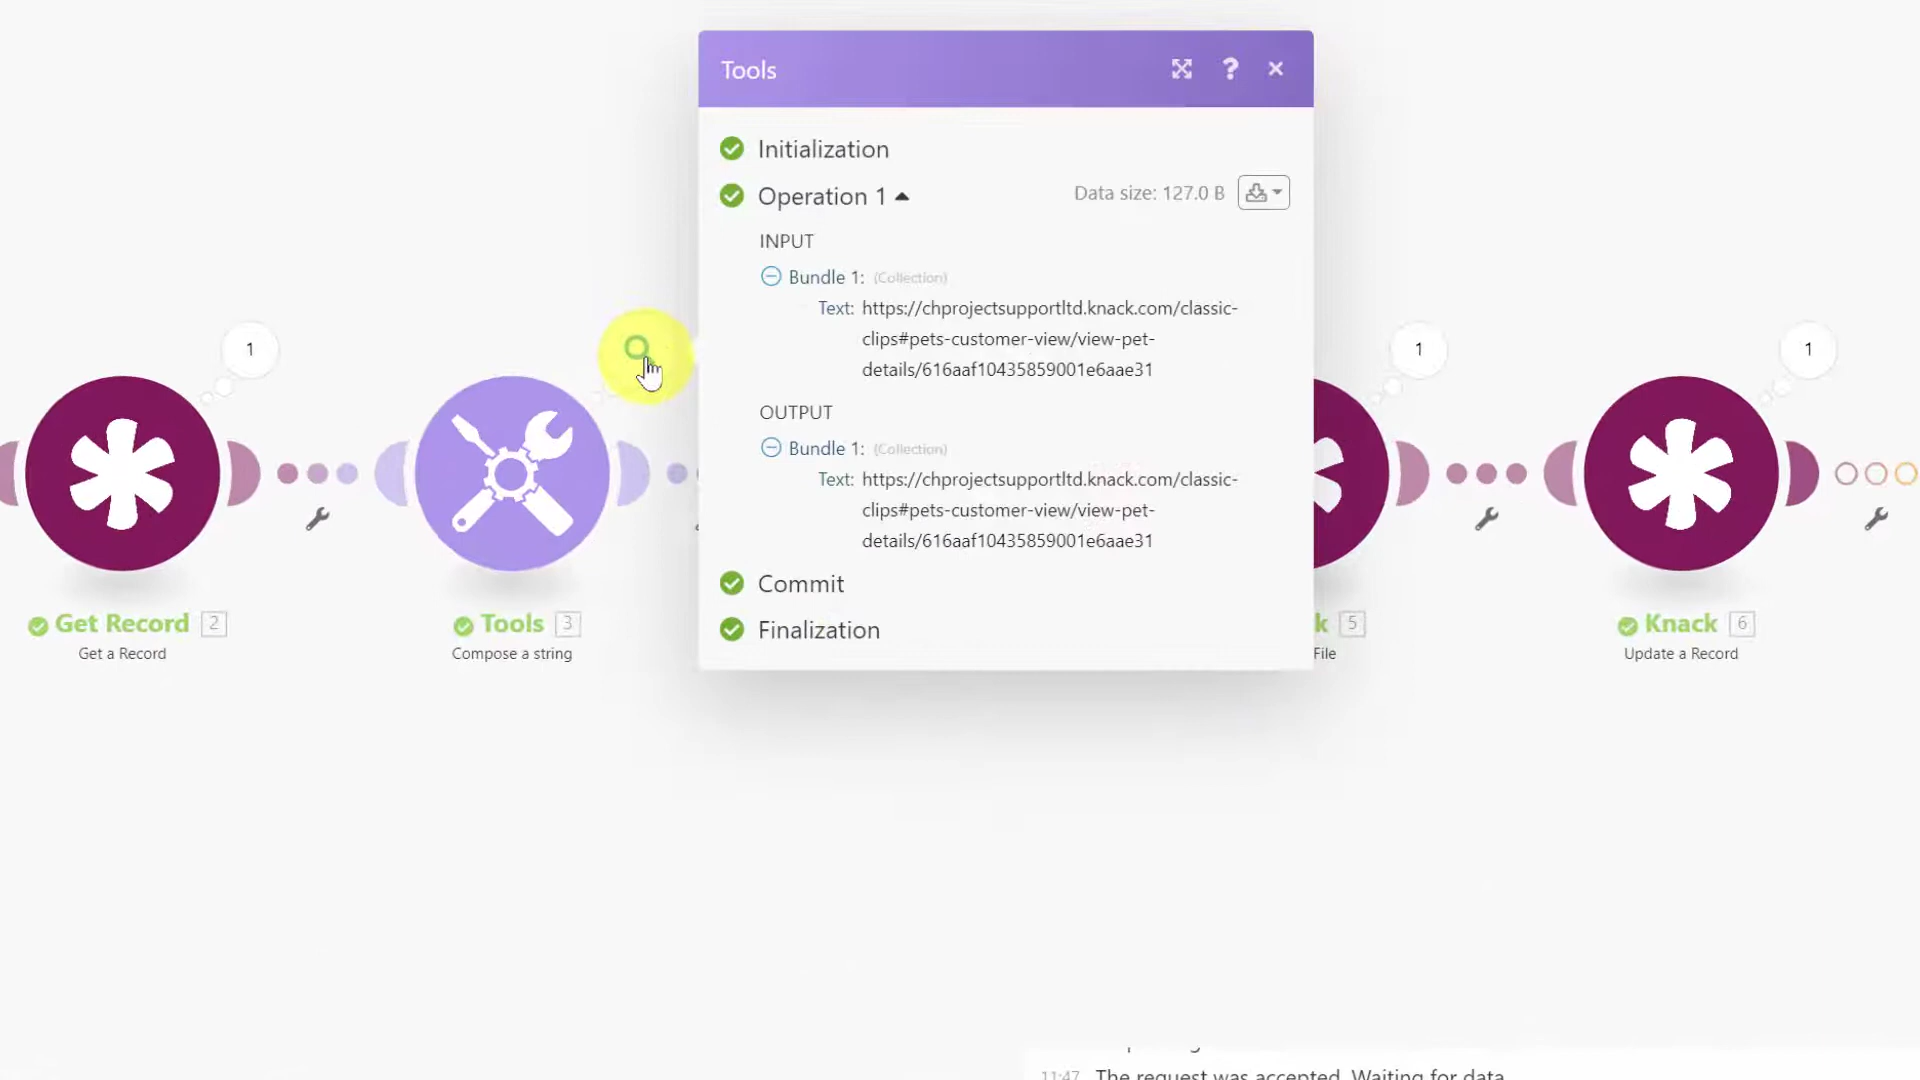 Tools
?
Initialization
Operation 1
Data size: 127.0 B
INPUT
Bundle 1: (Collection)
Text: https://chprojectsupportltd.knack.com/classic-
clips#pets-customer-view/view-pet-
details/616aaf10435859001e6aae31
OUTPUT
Bundle 1: (Collection)
Text: https://chprojectsupportltd.knack.com/classic-
clips#pets-customer-view/view-pet-
details/616aaf10435859001e6aae31
Commit
Finalization
1
1
1
Get Record 2
Get a Record
Tools 3
Compose a string
k 5
File
Knack 6
Update a Record
11:47 The request was accepted. Waiting for data.